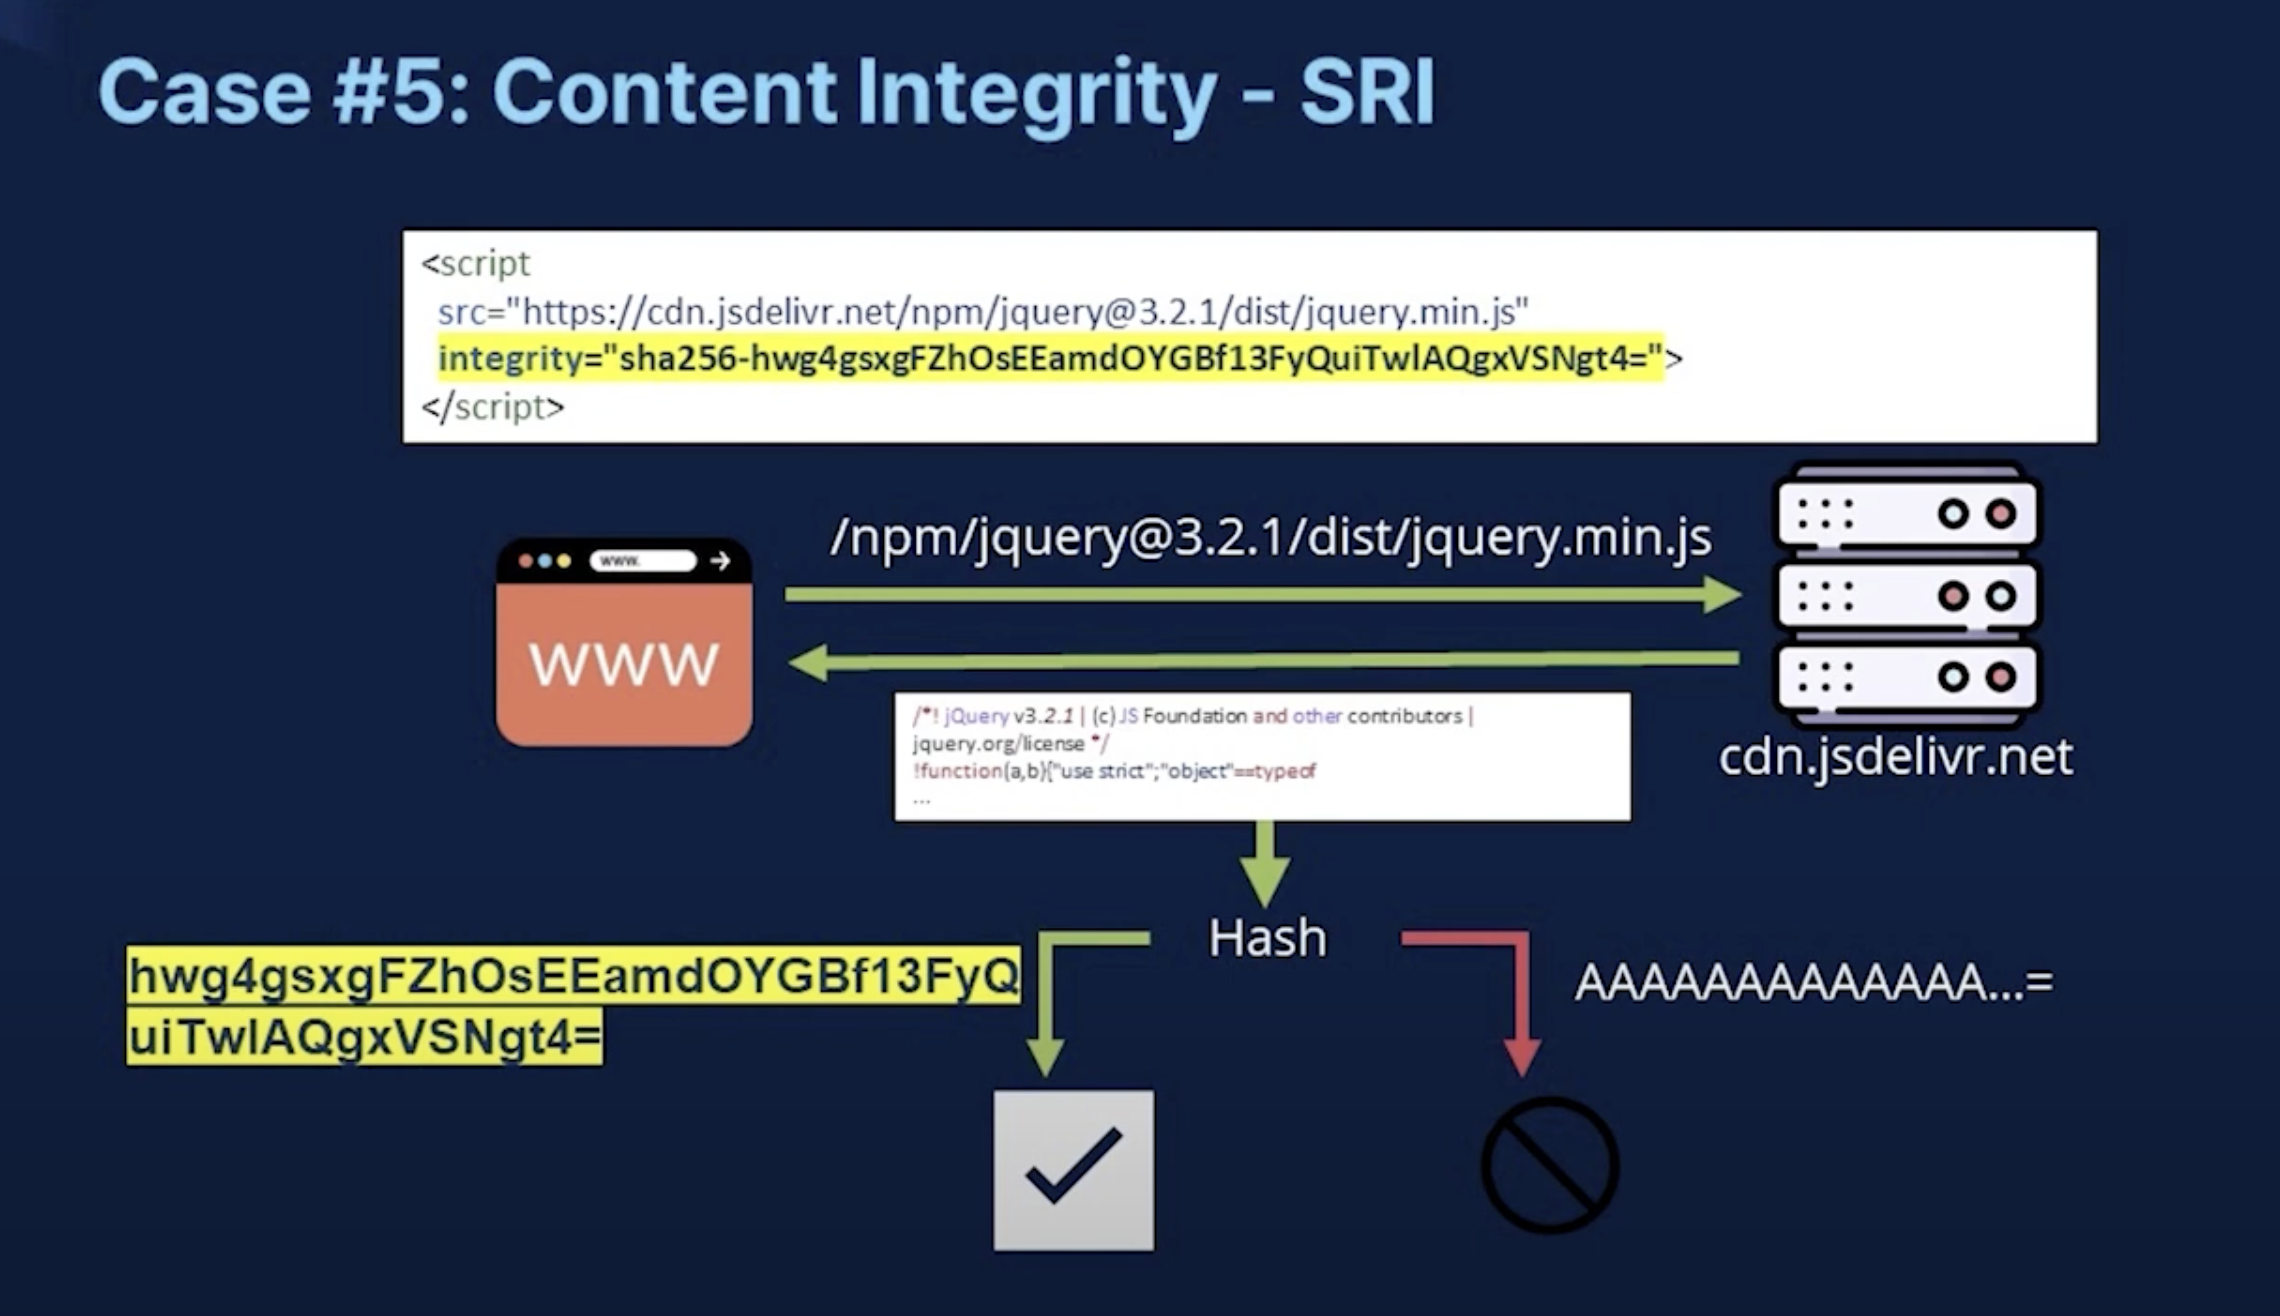 Case #5: Content Integrity - SRI
<script
src="https://cdn.jsdelivr.net/npm/jquery@3.2.1/dist/jquery.min.js"
integrity="sha256-hwg4gsxgFZhOsEEamdOYGBf13FyQuiTwlAQgxVSNgt4=">
</script>
/npm/jquery@3.2.1/dist/jquery.min.js
www.
WWW
/*! jQuery v3.2.1 | (c) JS Foundation and other contributors |
jquery.org/license */
!function(a,b){"use strict";"object"==typeof
...
cdn.jsdelivr.net
Hash
hwg4gsxgFZhOsEEamdOYGBf13FyQ
uiTwlAQgxVSNgt4=
AAAAAAAAAAAAA...=